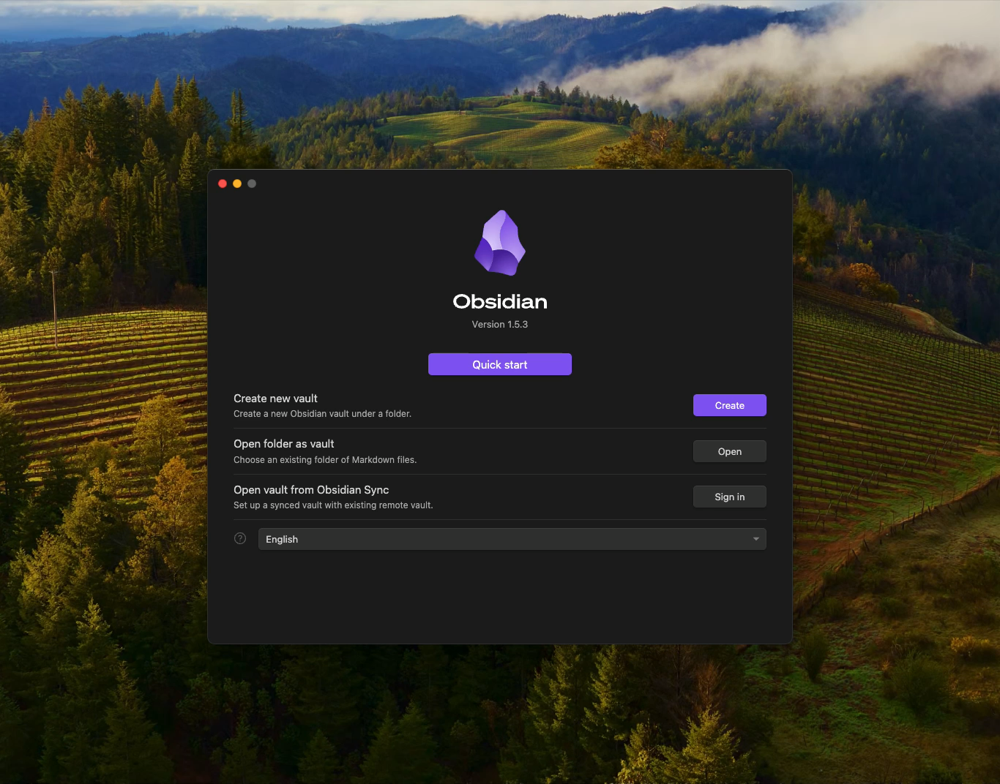 Obsidian
Version 1.5.3
Quick start
Create new vault
Create a new Obsidian vault under a folder.
Create
Open folder as vault
Choose an existing folder of Markdown files.
Open
Open vault from Obsidian Sync
Set up a synced vault with existing remote vault.
Sign in
?
English